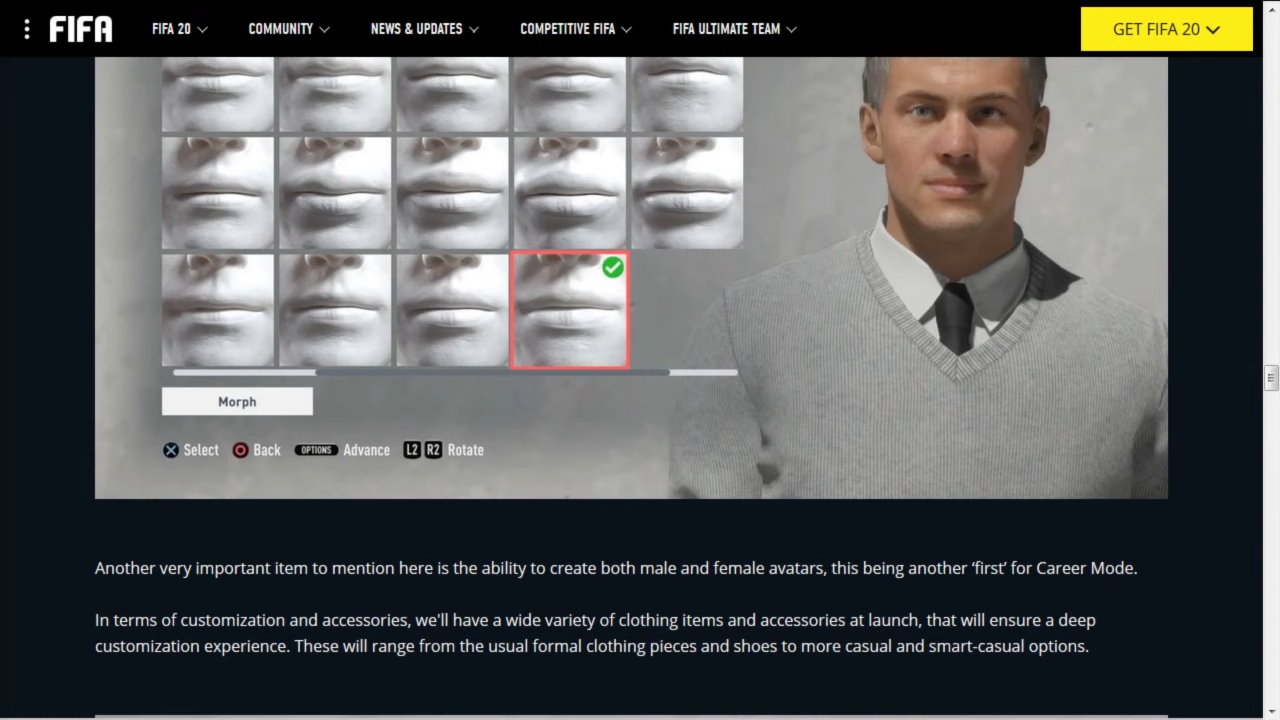 FIFA FIFA 20 COMMUNITY NEWS & UPDATES COMPETITIVE FIFA FIFA ULTIMATE TEAM GET FIFA 20
Morph
Select Back OPTIONS Advance L2 R2 Rotate
Another very important item to mention here is the ability to create both male and female avatars, this being another ‘first’ for Career Mode.
In terms of customization and accessories, we'll have a wide variety of clothing items and accessories at launch, that will ensure a deep
customization experience. These will range from the usual formal clothing pieces and shoes to more casual and smart-casual options.